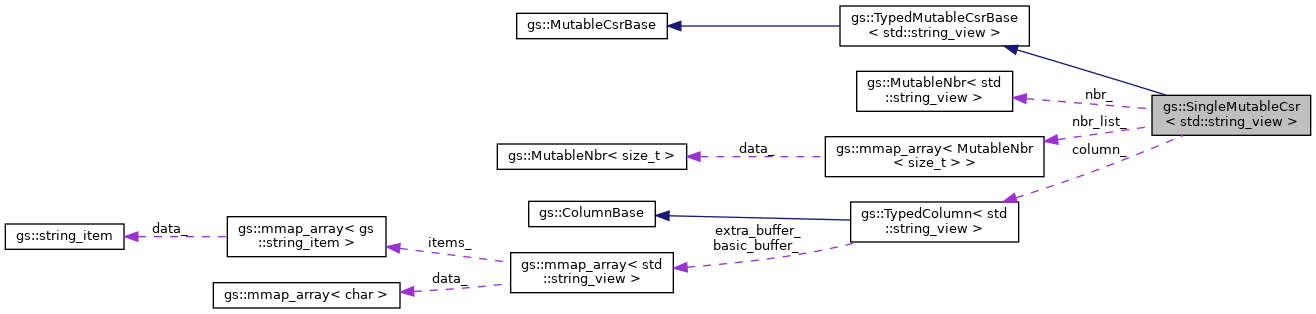 gs::MutableCsrBase
gs::TypedMutableCsrBase
< std::string_view >
gs::MutableNbr< std
::string_view >
nbr_
gs::SingleMutableCsr
< std::string_view >
nbr_list_
gs::MutableNbr< size_t >
data_
gs::mmap_array< MutableNbr
< size_t > >
column_
gs::ColumnBase
gs::TypedColumn< std
::string_view >
gs::string_item
data_
gs::mmap_array< gs
::string_item >
items_
extra_buffer_
basic_buffer_
gs::mmap_array< std
::string_view >
data_
gs::mmap_array< char >